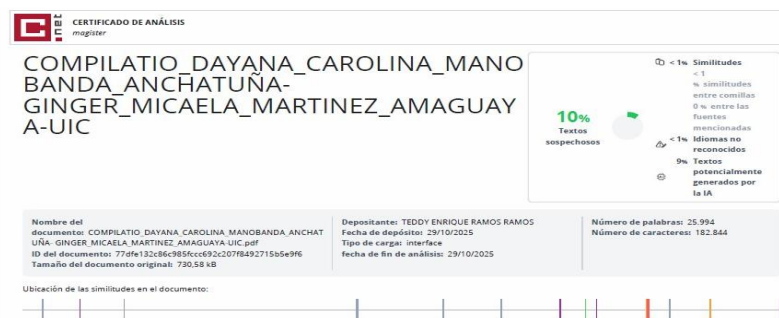 net
CERTIFICADO DE ANÁLISIS
magister
COMPILATIO_DAYANA_CAROLINA_MANO
BANDA_ANCHATUÑA-
GINGER_MICAELA_MARTINEZ_AMAGUAY
A-UIC
10%
Textos
sospechosos
< 1% Similitudes
< 1
% similitudes
entre comillas
0 % entre las
fuentes
mencionadas
< 1% Idiomas no
reconocidos
9% Textos
potencialmente
generados por
la IA
Nombre del
documento: COMPILATIO_DAYANA_CAROLINA_MANOBANDA_ANCHAT
UÑA- GINGER_MICAELA_MARTINEZ_AMAGUAYA-UIC.pdf
ID del documento: 77dfe132c86c985fccc692c207f8492715b5e9f6
Tamaño del documento original: 730,58 kB
Depositante: TEDDY ENRIQUE RAMOS RAMOS
Fecha de depósito: 29/10/2025
Tipo de carga: interface
fecha de fin de análisis: 29/10/2025
Número de palabras: 25.994
Número de caracteres: 182.844
Ubicación de las similitudes en el documento: